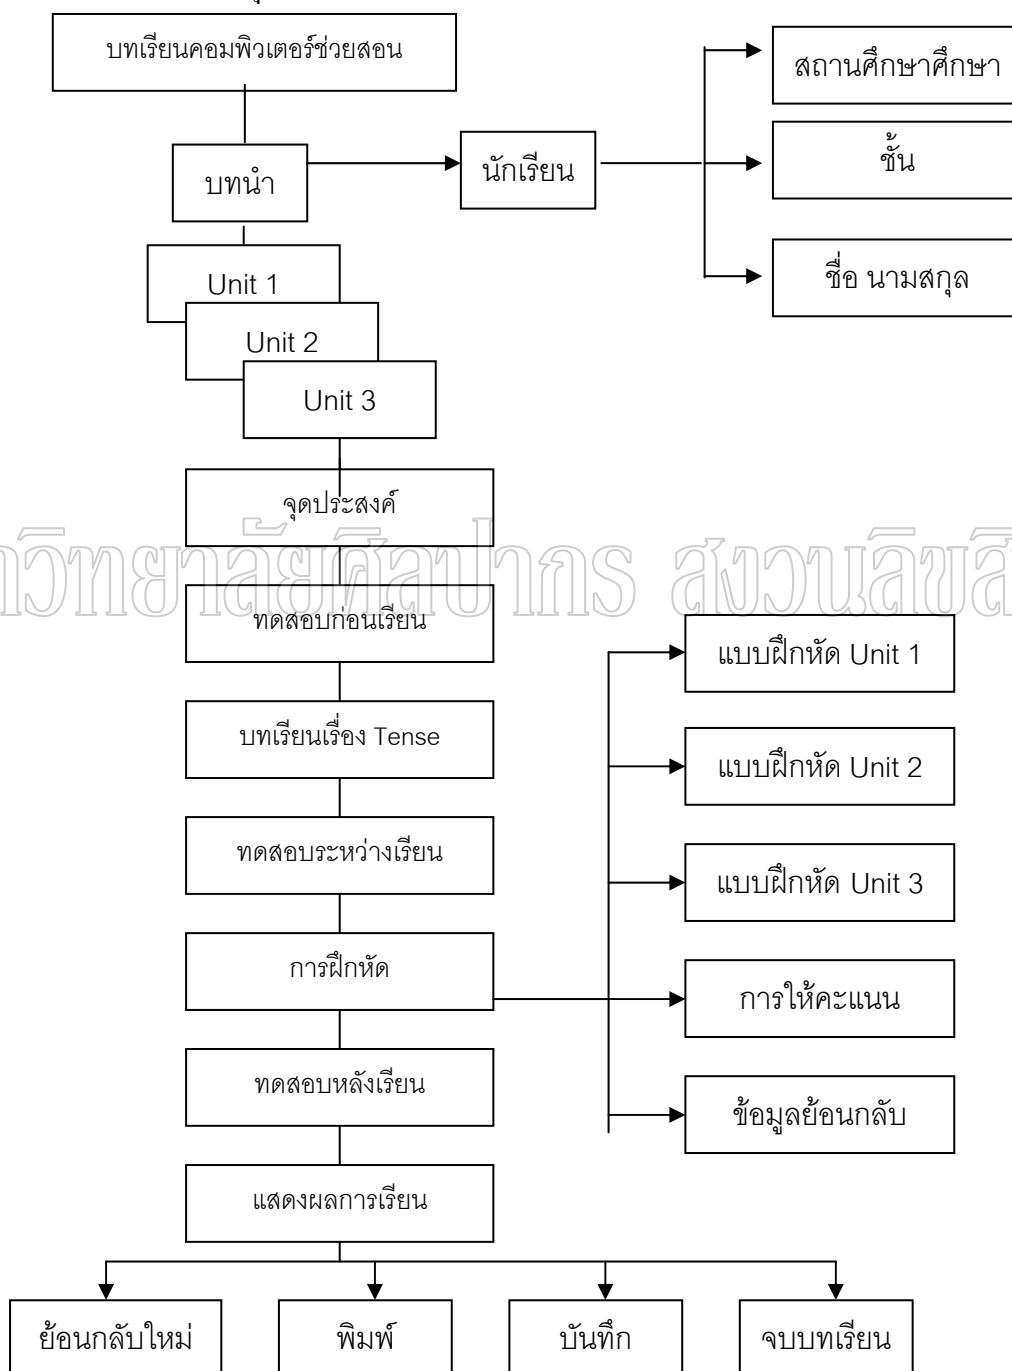 บทเรียนคอมพิวเตอร์ช่วยสอน
สถานศึกษาศึกษา
บทนำ
นักเรียน
ชั้น
ชื่อ นามสกุล
Unit 1
Unit 2
Unit 3
จุดประสงค์
ทดสอบก่อนเรียน
บทเรียนเรื่อง Tense
ทดสอบระหว่างเรียน
การฝึกหัด
ทดสอบหลังเรียน
แสดงผลการเรียน
แบบฝึกหัด Unit 1
แบบฝึกหัด Unit 2
แบบฝึกหัด Unit 3
การให้คะแนน
ข้อมูลย้อนกลับ
ย้อนกลับใหม่
พิมพ์
บันทึก
จบบทเรียน